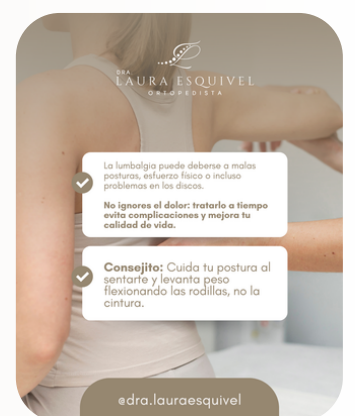 DRA.
LAURA ESQUIVEL
ORTOPEDISTA
La lumbalgia puede deberse a malas
posturas, esfuerzo físico o incluso
problemas en los discos.
No ignores el dolor: tratarlo a tiempo
evita complicaciones y mejora tu
calidad de vida.
Consejito: Cuida tu postura al
sentarte y levanta peso
flexionando las rodillas, no la
cintura.
@dra.lauraesquivel